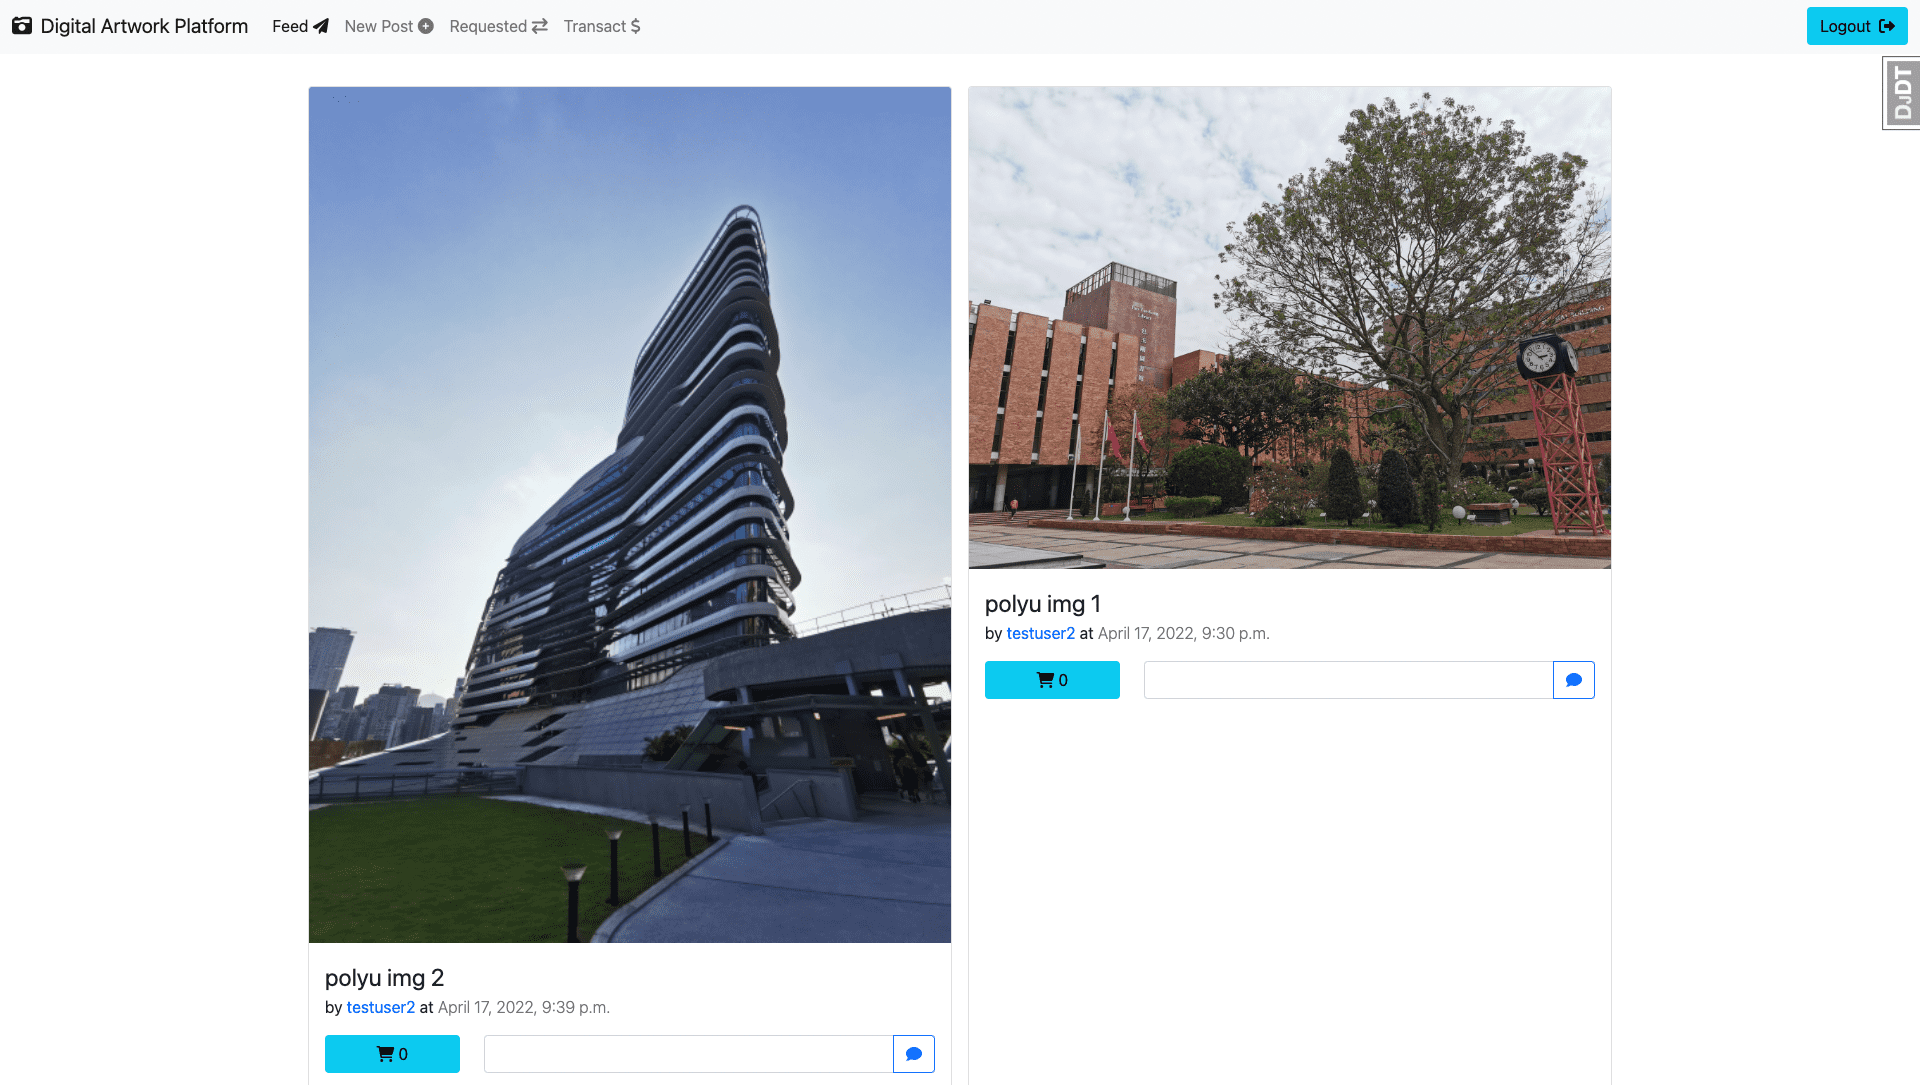 Digital Artwork Platform Feed New Post Requested Transact $ Logout
DJDT
polyu img 1
by testuser2 at April 17, 2022, 9:30 p.m.
0
polyu img 2
by testuser2 at April 17, 2022, 9:39 p.m.
0